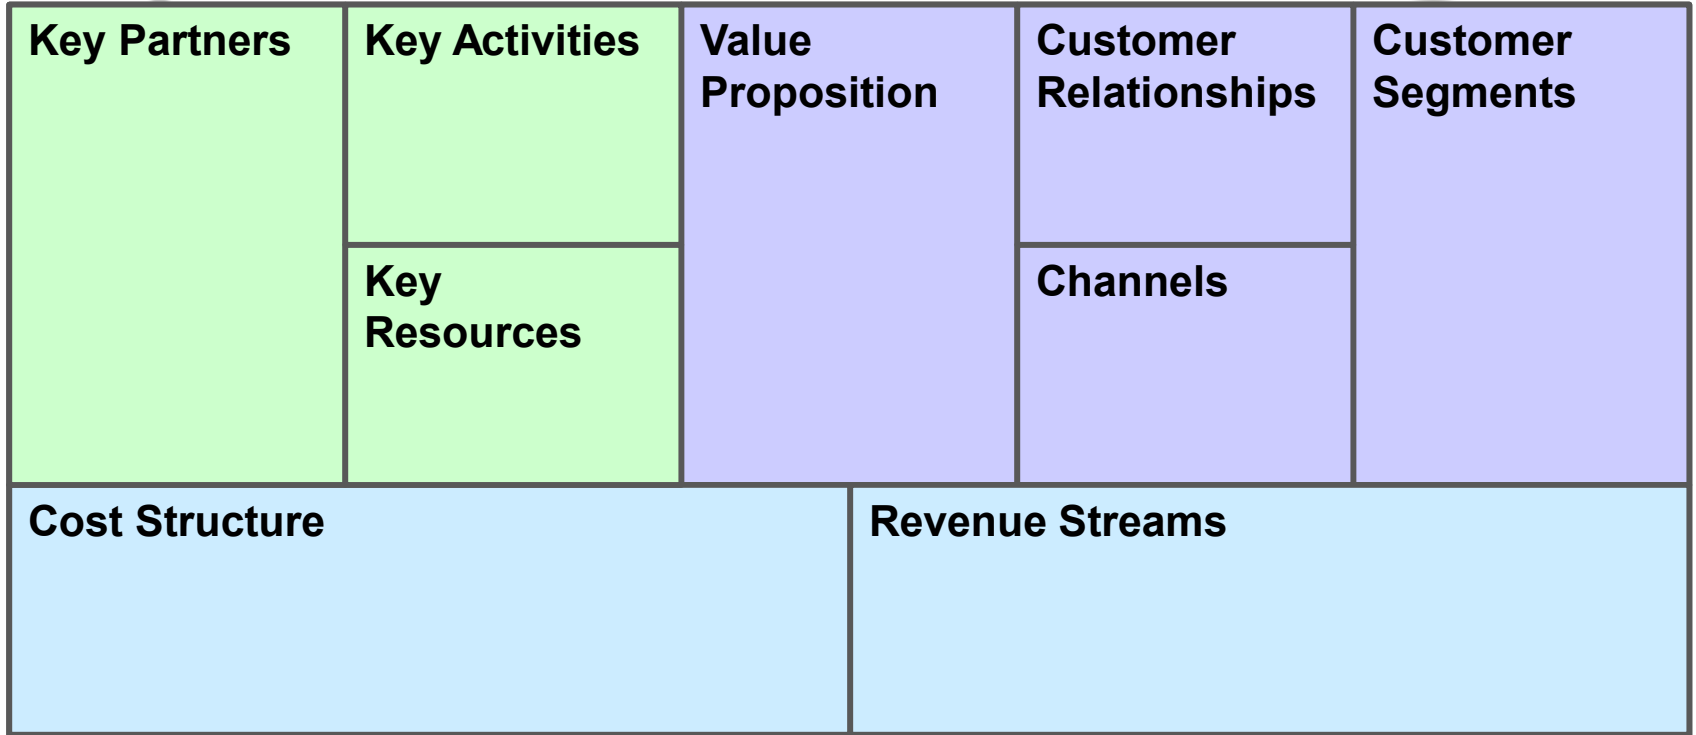 Key Partners
Key Activities
Key
Resources
Value
Proposition
Customer
Relationships
Channels
Customer
Segments
Cost Structure
Revenue Streams